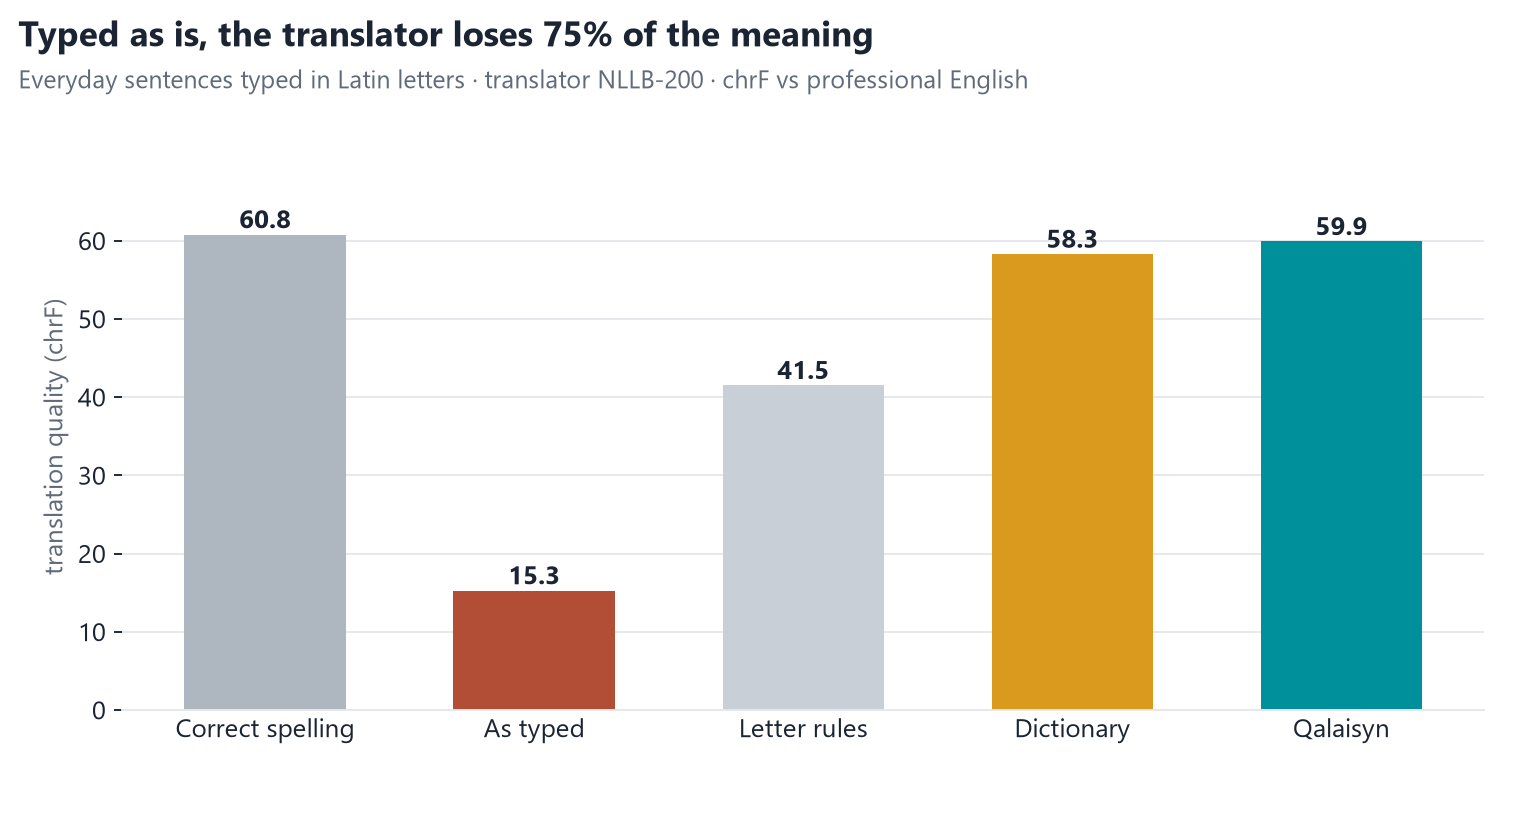 Typed as is, the translator loses 75% of the meaning
Everyday sentences typed in Latin letters · translator NLLB-200 · chrF vs professional English
translation quality (chrF)
60
50
40
30
20
10
0
60.8
15.3
41.5
58.3
59.9
Correct spelling
As typed
Letter rules
Dictionary
Qalaisyn